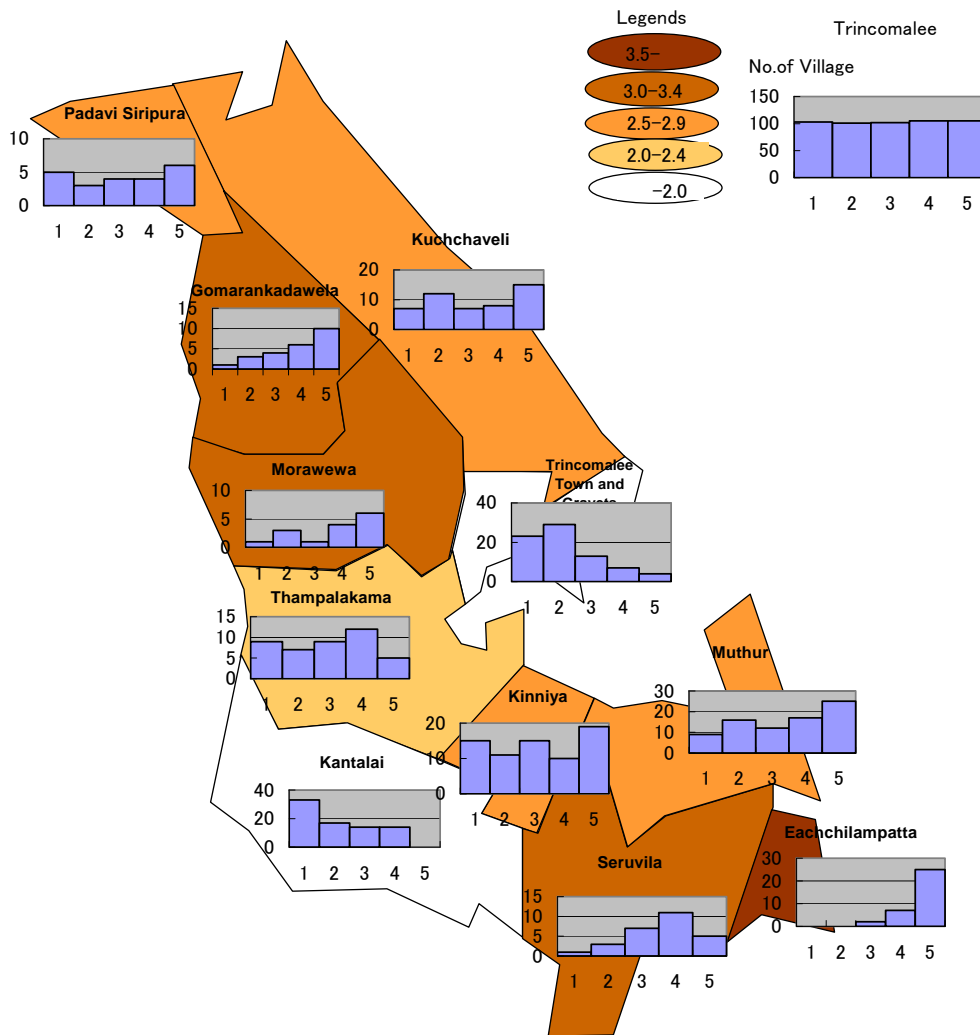 Legends
3.5-
3.0-3.4
2.5-2.9
2.0-2.4
-2.0
Trincomalee
No.of Village
150
100
50
0
1 2 3 4 5
Padavi Siripura
10
5
0
1 2 3 4 5
Kuchchaveli
20
10
0
1 2 3 4 5
Gomarankadawela
15
10
5
0
1 2 3 4 5
Morawewa
10
5
0
1 2 3 4 5
Trincomalee
Town and
40
20
0
1 2 3 4 5
Thampalakama
15
10
5
0
1 2 3 4 5
Muthur
30
20
10
0
1 2 3 4 5
Kinniya
20
10
0
1 2 3 4 5
Kantalai
40
20
0
1 2 3 4 5
Eachchilampatta
30
20
10
0
1 2 3 4 5
Seruvila
15
10
5
0
1 2 3 4 5